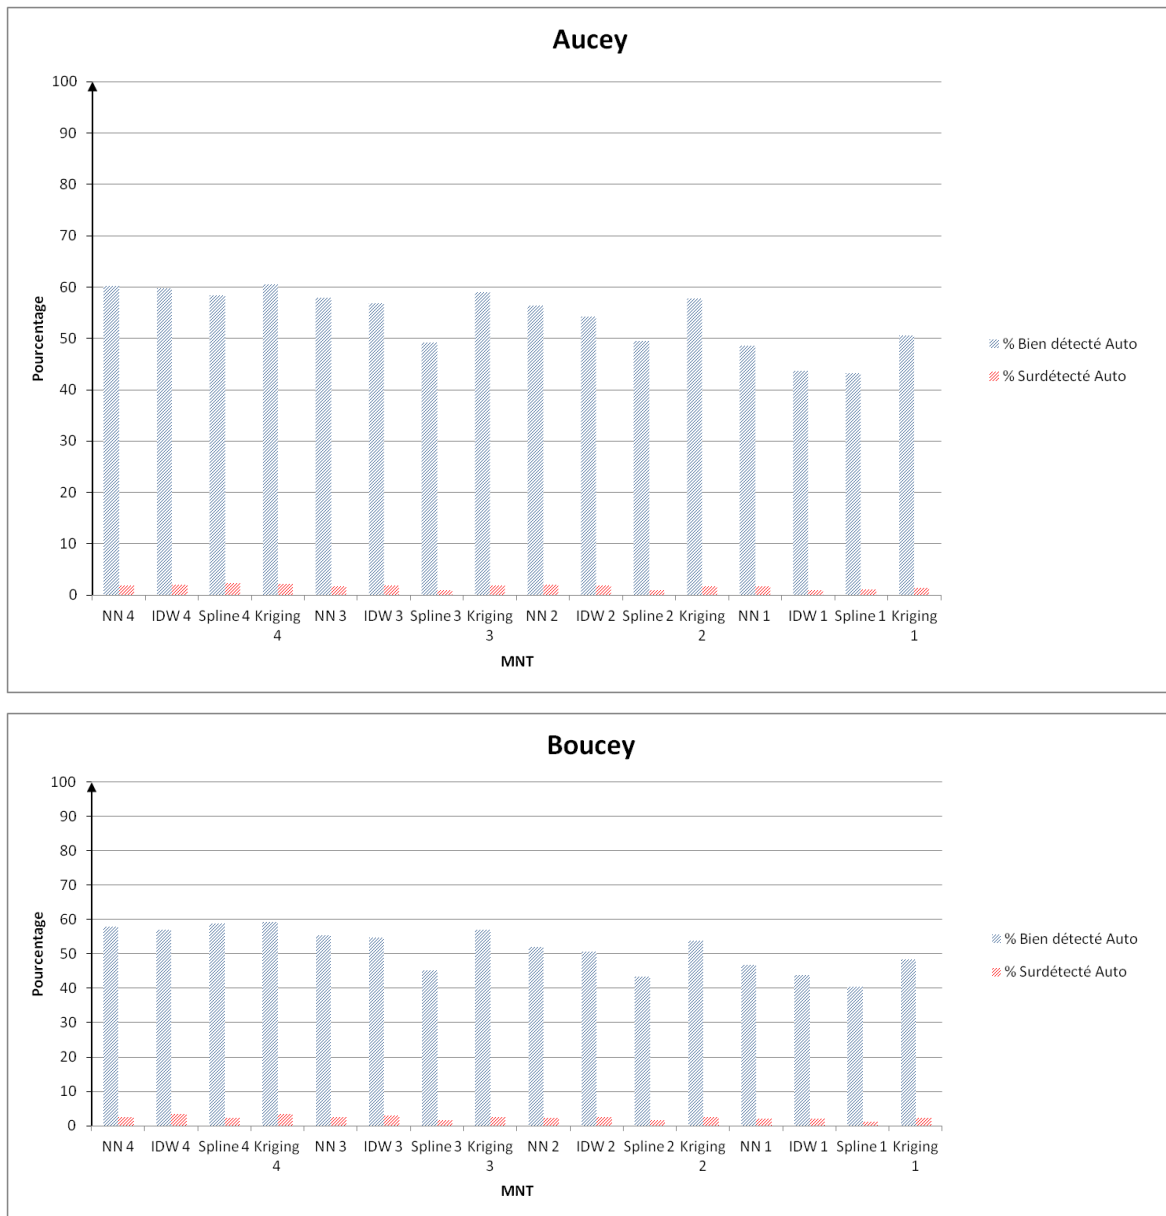 Aucey
100
90
80
70
60
50
40
30
20
10
0
Pourcentage
NN 4 IDW 4 Spline 4 Kriging 4 NN 3 IDW 3 Spline 3 Kriging 3 NN 2 IDW 2 Spline 2 Kriging 2 NN 1 IDW 1 Spline 1 Kriging 1
MNT
% Bien détecté Auto
% Surdétecté Auto
Boucey
100
90
80
70
60
50
40
30
20
10
0
Pourcentage
NN 4 IDW 4 Spline 4 Kriging 4 NN 3 IDW 3 Spline 3 Kriging 3 NN 2 IDW 2 Spline 2 Kriging 2 NN 1 IDW 1 Spline 1 Kriging 1
MNT
% Bien détecté Auto
% Surdétecté Auto